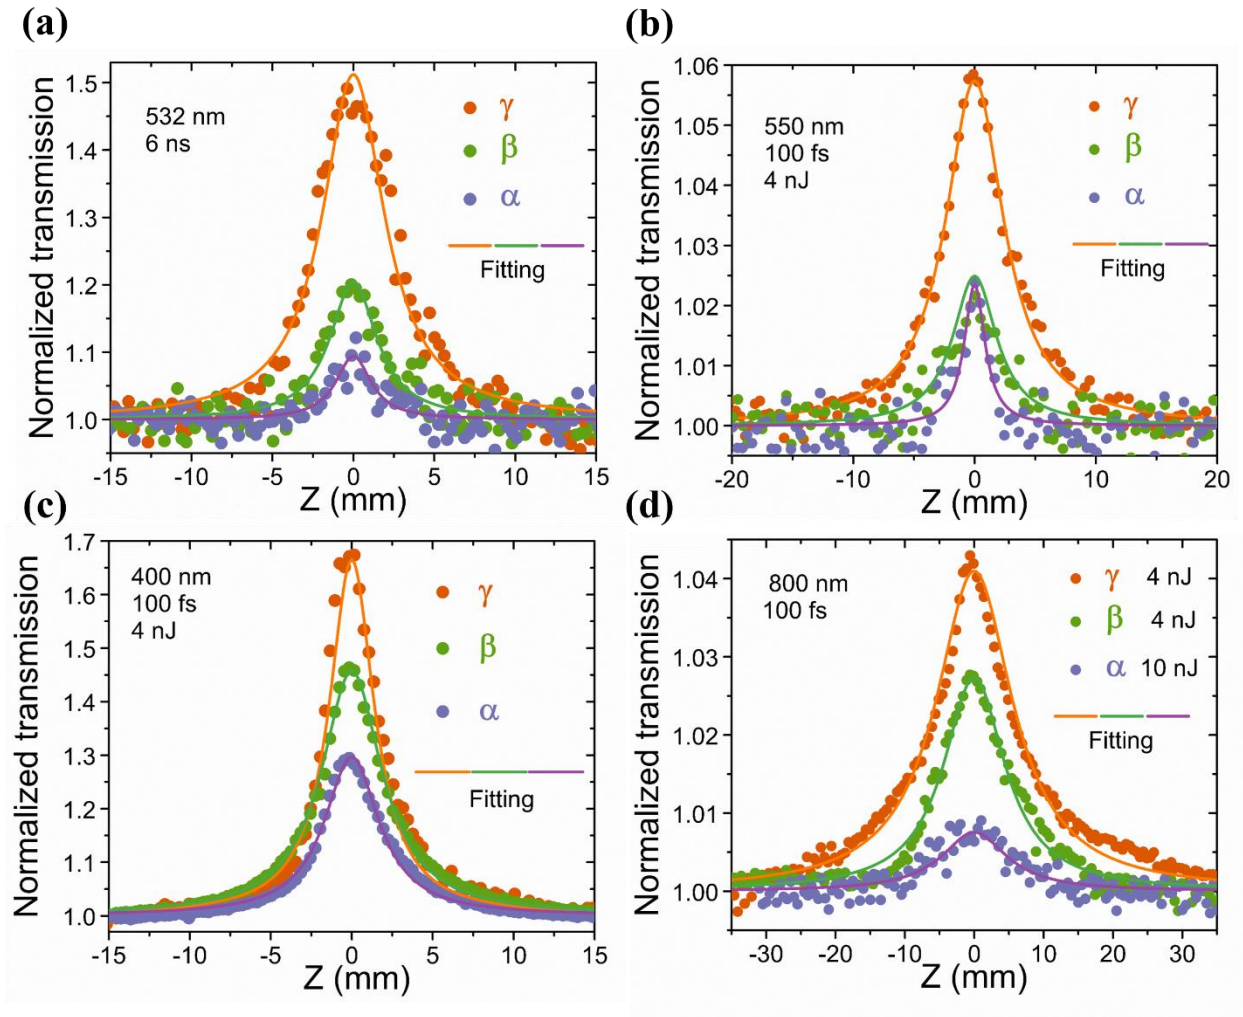 (a)
Normalized transmission
1.5
1.4
1.3
1.2
1.1
1.0
532 nm
6 ns
γ
β
α
Fitting
-15 -10 -5 0 5 10 15
Z (mm)
(b)
Normalized transmission
1.06
1.05
1.04
1.03
1.02
1.01
1.00
550 nm
100 fs
4 nJ
γ
β
α
Fitting
-20 -10 0 10 20
Z (mm)
(c)
Normalized transmission
1.7
1.6
1.5
1.4
1.3
1.2
1.1
1.0
400 nm
100 fs
4 nJ
γ
β
α
Fitting
-15 -10 -5 0 5 10 15
Z (mm)
(d)
Normalized transmission
1.04
1.03
1.02
1.01
1.00
800 nm
100 fs
γ 4 nJ
β 4 nJ
α 10 nJ
Fitting
-30 -20 -10 0 10 20 30
Z (mm)